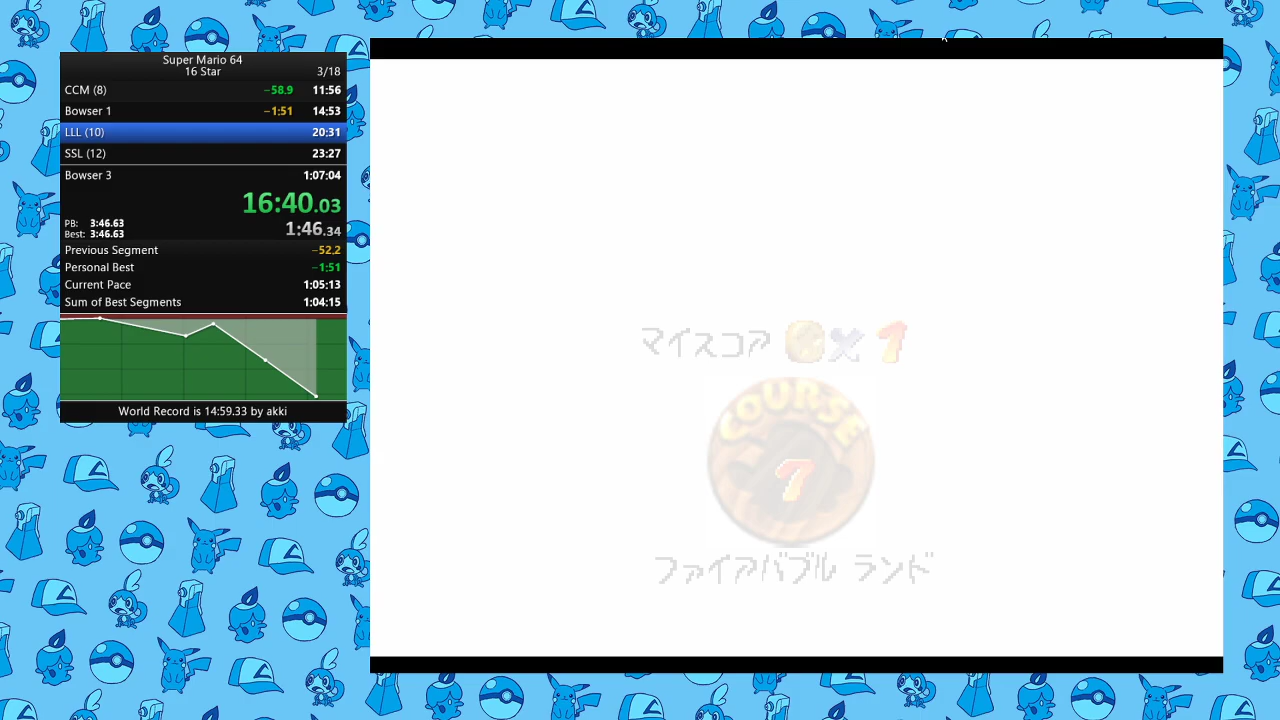 Super Mario 64
16 Star 3/18
CCM (8) −58.9 11:56
Bowser 1 −1:51 14:53
LLL (10) 20:31
SSL (12) 23:27
Bowser 3 1:07:04
16:40.03
PB: 3:46.63
Best: 3:46.63
1:46.34
Previous Segment −52.2
Personal Best −1:51
Current Pace 1:05:13
Sum of Best Segments 1:04:15
World Record is 14:59.33 by akki
マイスコア × 1
COURSE
7
ファイアバブル ランド